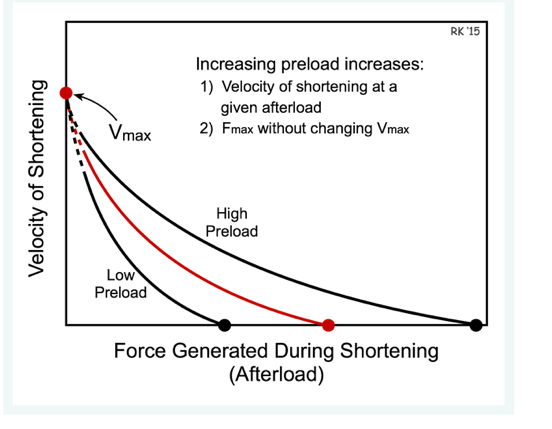 RK '15
Increasing preload increases:
1) Velocity of shortening at a
given afterload
2) Fmax without changing Vmax
Velocity of Shortening
Vmax
High
Preload
Low
Preload
Force Generated During Shortening
(Afterload)